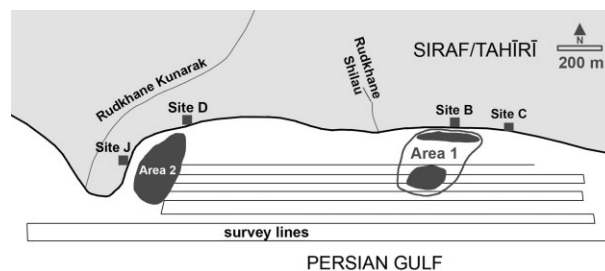 SIRAF/TAHĪRĪ
N
200 m
Rudkhane Kunarak
Rudkhane
Shilau
Site D
Site B
Site C
Site J
Area 1
Area 2
survey lines
PERSIAN GULF